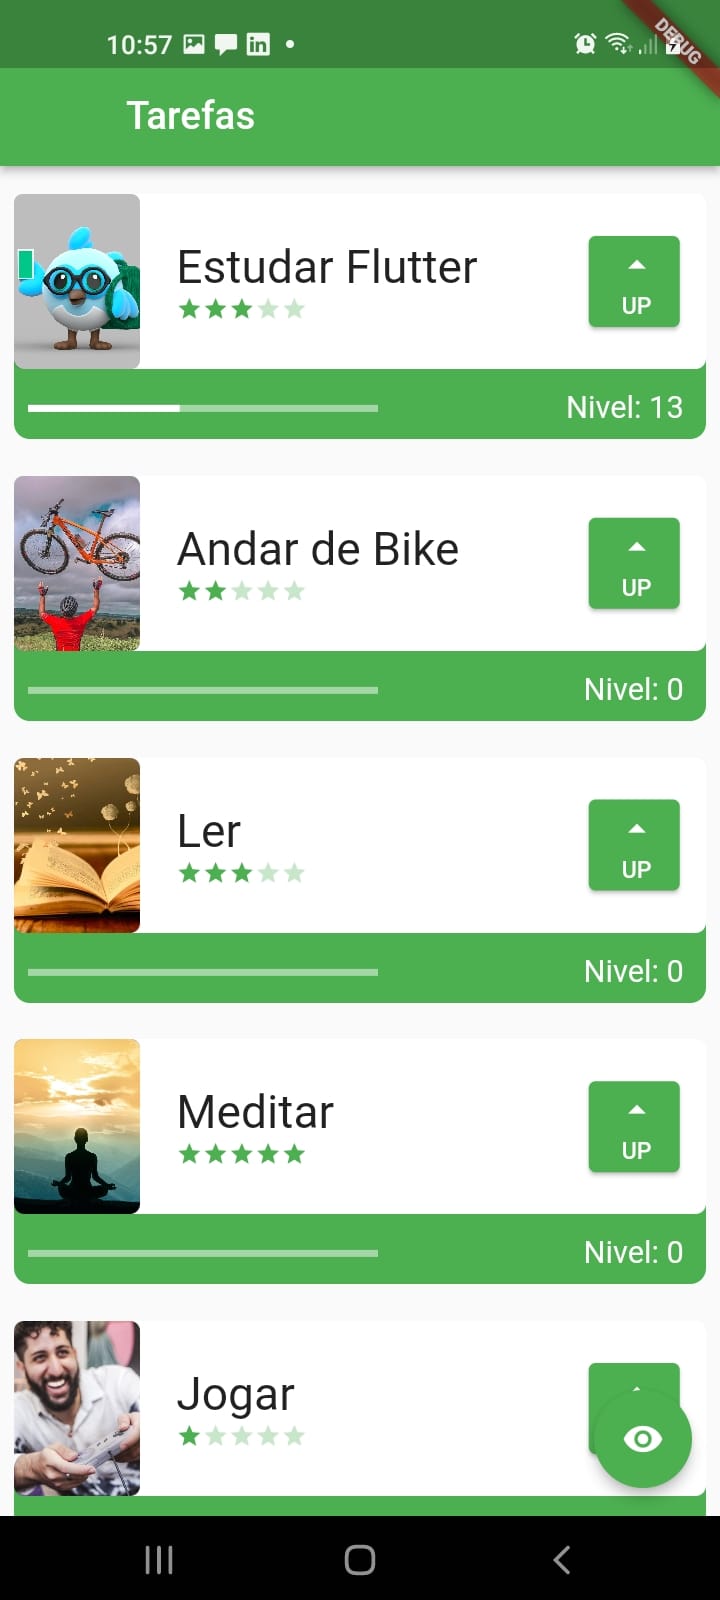 10:57
DEBUG
Tarefas
Estudar Flutter
UP
Nivel: 13
Andar de Bike
UP
Nivel: 0
Ler
UP
Nivel: 0
Meditar
UP
Nivel: 0
Jogar